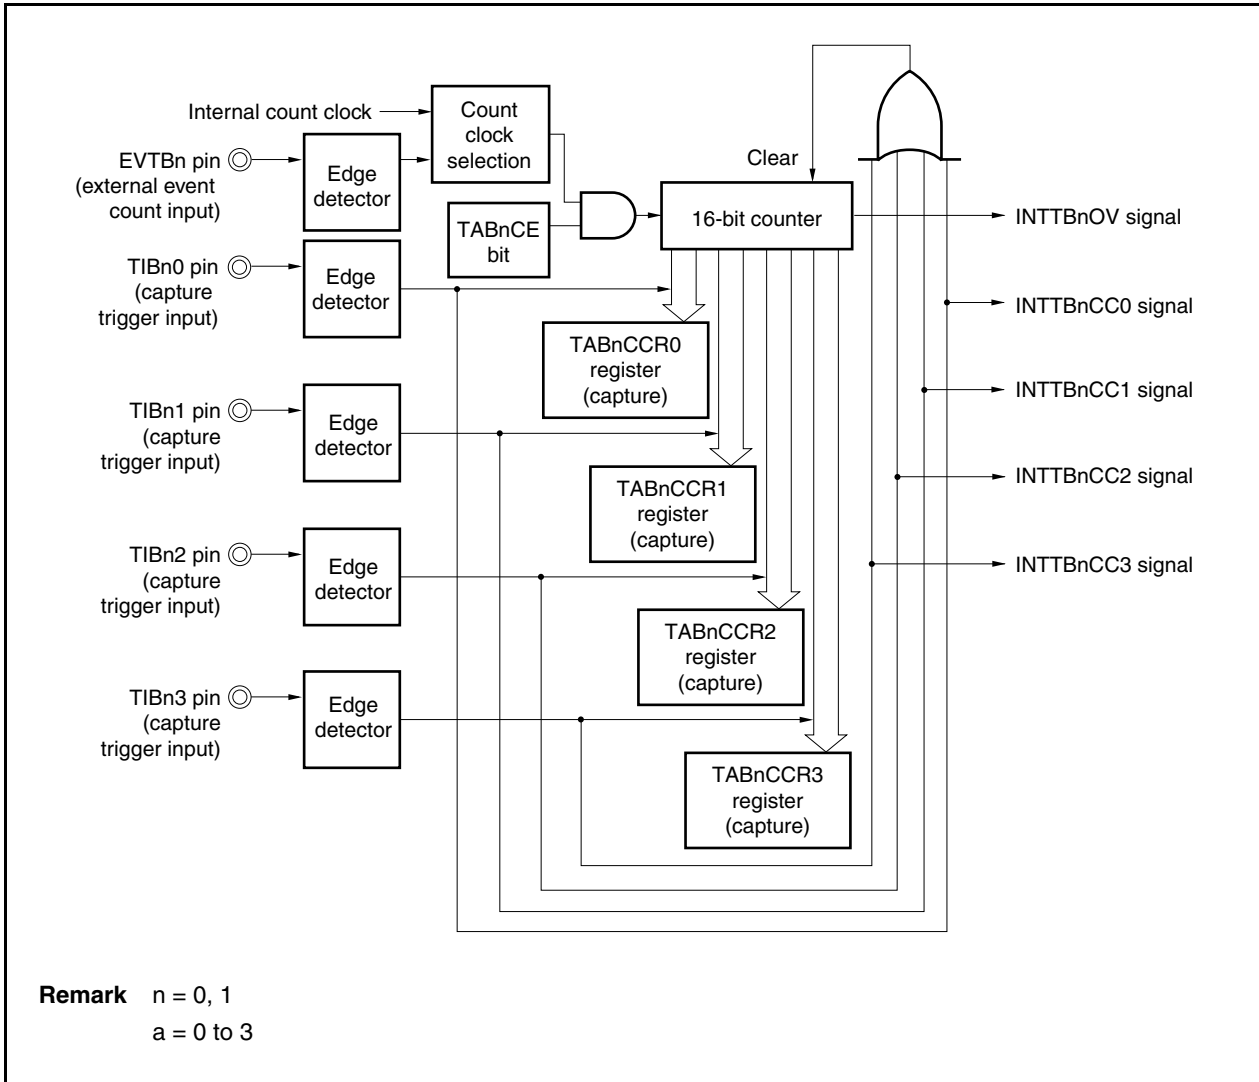 Internal count clock
Count
clock
selection
EVTBn pin
(external event
count input)
Edge
detector
Clear
TABnCE
bit
16-bit counter
INTTBnOV signal
TIBn0 pin
(capture
trigger input)
Edge
detector
INTTBnCC0 signal
TABnCCR0
register
(capture)
TIBn1 pin
(capture
trigger input)
Edge
detector
INTTBnCC1 signal
TABnCCR1
register
(capture)
INTTBnCC2 signal
TIBn2 pin
(capture
trigger input)
Edge
detector
INTTBnCC3 signal
TABnCCR2
register
(capture)
TIBn3 pin
(capture
trigger input)
Edge
detector
TABnCCR3
register
(capture)
Remark n = 0, 1
a = 0 to 3